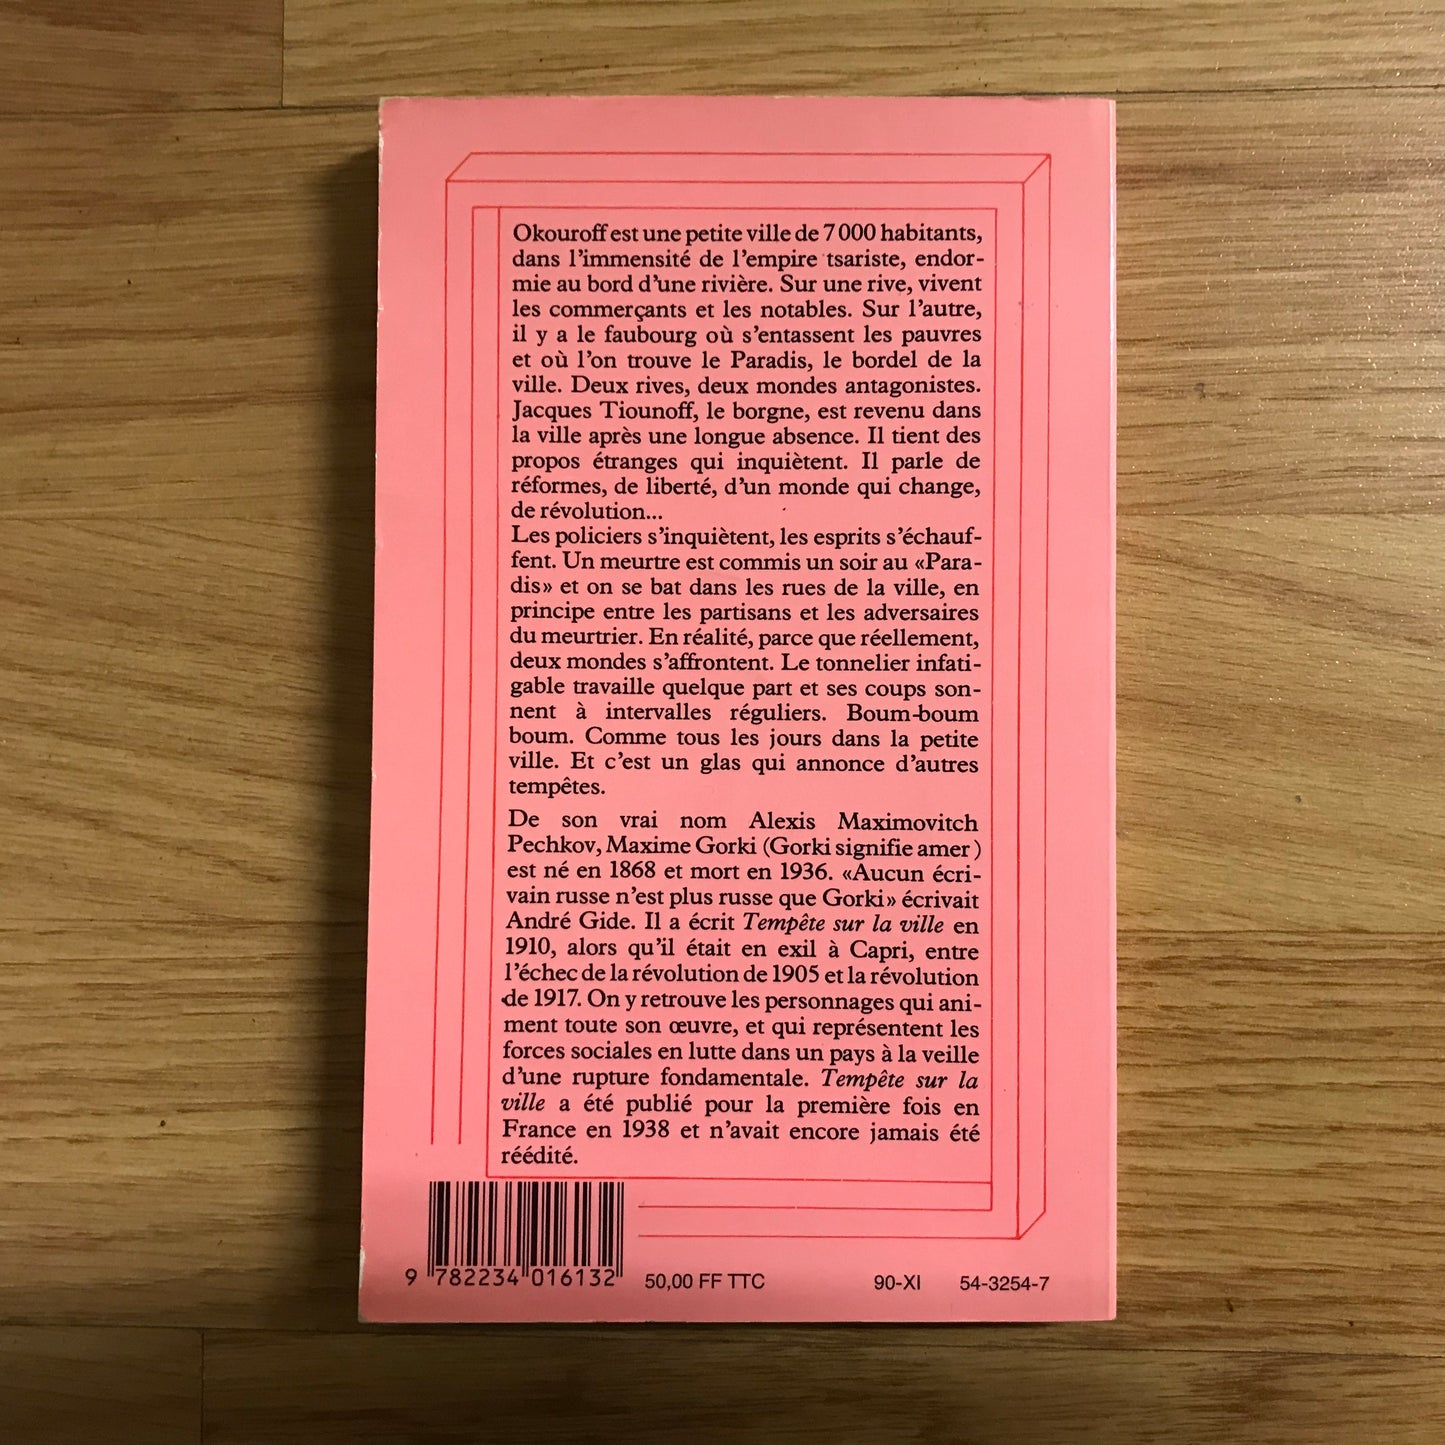 Okouroff est une petite ville de 7 000 habitants,
dans l'immensité de l'empire tsariste, endor-
mie au bord d'une rivière. Sur une rive, vivent
les commerçants et les notables. Sur l'autre,
il y a le faubourg où s'entassent les pauvres
et où l'on trouve le Paradis, le bordel de la
ville. Deux rives, deux mondes antagonistes.
Jacques Tiounoff, le borgne, est revenu dans
la ville après une longue absence. Il tient des
propos étranges qui inquiètent. Il parle de
réformes, de liberté, d'un monde qui change,
de révolution...
Les policiers s'inquiètent, les esprits s'échauf-
fent. Un meurtre est commis un soir au «Para-
dis» et on se bat dans les rues de la ville, en
principe entre les partisans et les adversaires
du meurtrier. En réalité, parce que réellement,
deux mondes s'affrontent. Le tonnelier infati-
gable travaille quelque part et ses coups son-
nent à intervalles réguliers. Boum-boum
boum. Comme tous les jours dans la petite
ville. Et c'est un glas qui annonce d'autres
tempêtes.
De son vrai nom Alexis Maximovitch
Pechkov, Maxime Gorki (Gorki signifie amer)
est né en 1868 et mort en 1936. «Aucun écri-
vain russe n'est plus russe que Gorki» écrivait
André Gide. Il a écrit Tempête sur la ville en
1910, alors qu'il était en exil à Capri, entre
l'échec de la révolution de 1905 et la révolution
de 1917. On y retrouve les personnages qui ani-
ment toute son œuvre, et qui représentent les
forces sociales en lutte dans un pays à la veille
d'une rupture fondamentale. Tempête sur la
ville a été publié pour la première fois en
France en 1938 et n'avait encore jamais été
réédité.
9 782234 016132 50,00 FF TTC 90-XI 54-3254-7